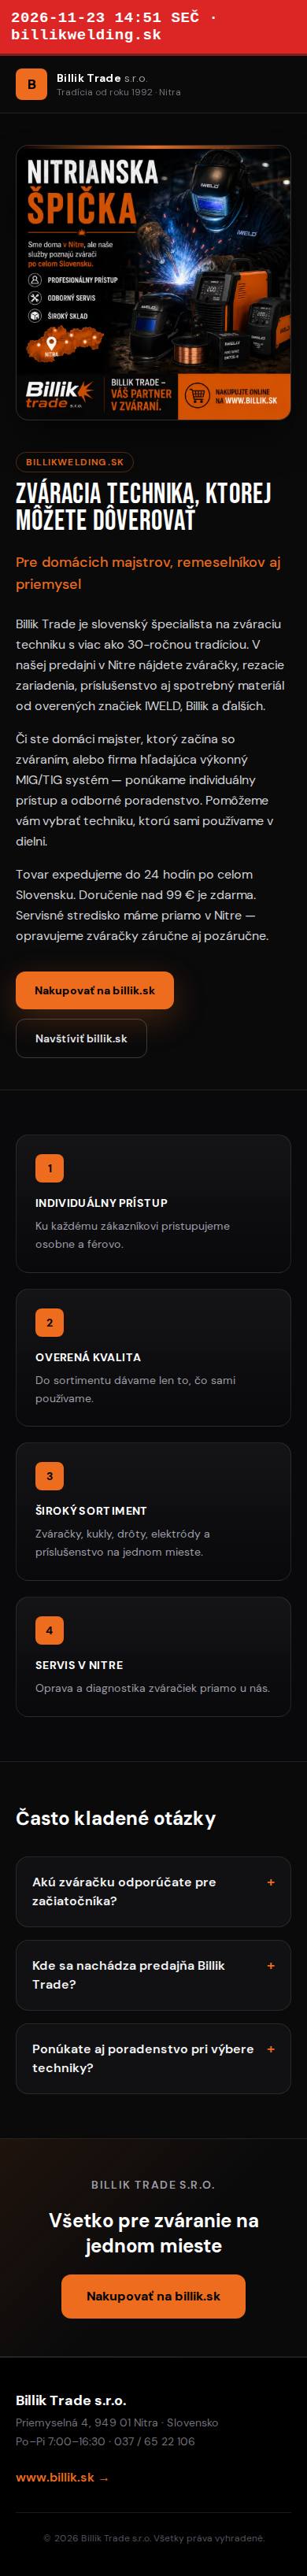 2026-11-23 14:51 SEČ ·
billikwelding.sk
B
Billik Trade s.r.o.
Tradícia od roku 1992 · Nitra
NITRIANSKA
ŠPIČKA
Sme doma v Nitre, ale naše
služby poznajú zvárači
po celom Slovensku.
PROFESIONÁLNY PRÍSTUP
ODBORNÝ SERVIS
ŠIROKÝ SKLAD
NITRA
IWELD
Billik
trade s.r.o.
BILLIK TRADE –
VÁŠ PARTNER
V ZVÁRANÍ.
NAKUPUJTE ONLINE
NA WWW.BILLIK.SK
BILLIKWELDING.SK
ZVÁRACIA TECHNIKA, KTOREJ
MÔŽETE DÔVEROVAŤ
Pre domácich majstrov, remeselníkov aj
priemysel
Billik Trade je slovenský špecialista na zváraciu
techniku s viac ako 30-ročnou tradíciou. V
našej predajni v Nitre nájdete zváračky, rezacie
zariadenia, príslušenstvo aj spotrebný materiál
od overených značiek IWELD, Billik a ďalších.
Či ste domáci majster, ktorý začína so
zváraním, alebo firma hľadajúca výkonný
MIG/TIG systém — ponúkame individuálny
prístup a odborné poradenstvo. Pomôžeme
vám vybrať techniku, ktorú sami používame v
dielni.
Tovar expedujeme do 24 hodín po celom
Slovensku. Doručenie nad 99 € je zdarma.
Servisné stredisko máme priamo v Nitre —
opravujeme zváračky záručne aj pozáručne.
Nakupovať na billik.sk
Navštíviť billik.sk
1
INDIVIDUÁLNY PRÍSTUP
Ku každému zákazníkovi pristupujeme
osobne a férovo.
2
OVERENÁ KVALITA
Do sortimentu dávame len to, čo sami
používame.
3
ŠIROKÝ SORTIMENT
Zváračky, kukly, drôty, elektródy a
príslušenstvo na jednom mieste.
4
SERVIS V NITRE
Oprava a diagnostika zváračiek priamo u nás.
Často kladené otázky
Akú zváračku odporúčate pre
začiatočníka?
+
Kde sa nachádza predajňa Billik
Trade?
+
Ponúkate aj poradenstvo pri výbere
techniky?
+
BILLIK TRADE S.R.O.
Všetko pre zváranie na
jednom mieste
Nakupovať na billik.sk
Billik Trade s.r.o.
Priemyselná 4, 949 01 Nitra · Slovensko
Po–Pi 7:00–16:30 · 037 / 65 22 106
www.billik.sk →
© 2026 Billik Trade s.r.o. Všetky práva vyhradené.